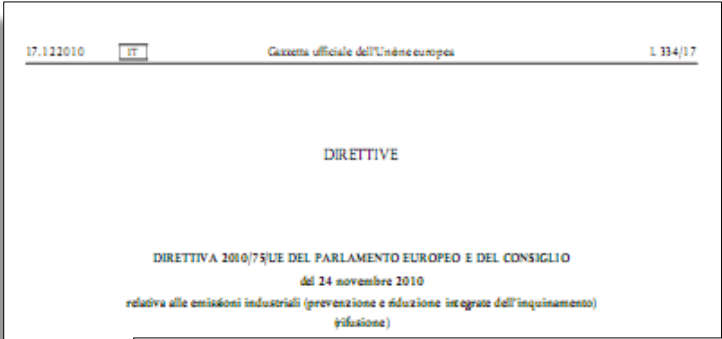 17.12.2010 IT Gazzetta ufficiale dell'Unione europea L 334/17
DIRETTIVE
DIRETTIVA 2010/75/UE DEL PARLAMENTO EUROPEO E DEL CONSIGLIO
del 24 novembre 2010
relativa alle emissioni industriali (prevenzione e riduzione integrate dell'inquinamento)
(rifusione)